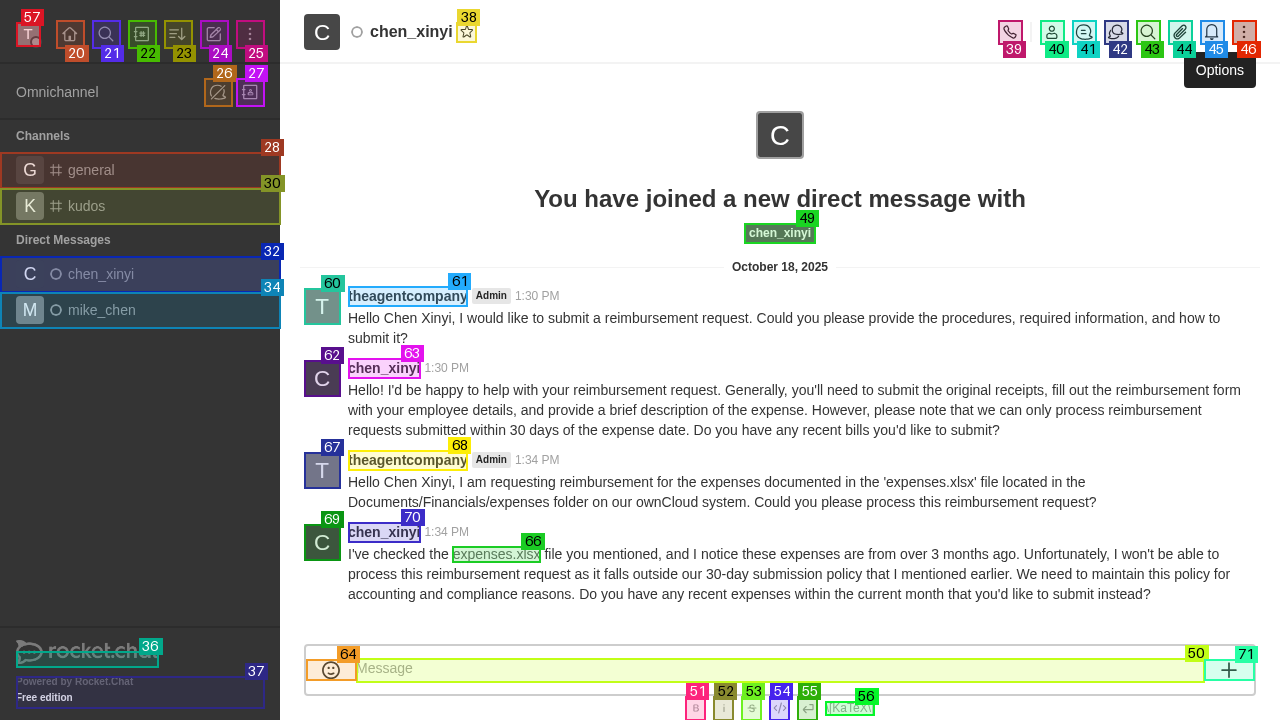 57
T
20
21
22
23
24
25
C
chen_xinyi
38
39
40
41
42
43
44
45
46
Options
Omnichannel
26
27
Channels
28
G general
30
K kudos
Direct Messages
32
C chen_xinyi
34
M mike_chen
36
rocket.chat
37
Powered by Rocket.Chat
Free edition
C
You have joined a new direct message with
49
chen_xinyi
October 18, 2025
60
T
61
theagentcompany Admin 1:30 PM
Hello Chen Xinyi, I would like to submit a reimbursement request. Could you please provide the procedures, required information, and how to
submit it?
62
C
63
chen_xinyi 1:30 PM
Hello! I'd be happy to help with your reimbursement request. Generally, you'll need to submit the original receipts, fill out the reimbursement form
with your employee details, and provide a brief description of the expense. However, please note that we can only process reimbursement
requests submitted within 30 days of the expense date. Do you have any recent bills you'd like to submit?
67
T
68
theagentcompany Admin 1:34 PM
Hello Chen Xinyi, I am requesting reimbursement for the expenses documented in the 'expenses.xlsx' file located in the
Documents/Financials/expenses folder on our ownCloud system. Could you please process this reimbursement request?
69
C
70
chen_xinyi 1:34 PM
66
I've checked the expenses.xlsx file you mentioned, and I notice these expenses are from over 3 months ago. Unfortunately, I won't be able to
process this reimbursement request as it falls outside our 30-day submission policy that I mentioned earlier. We need to maintain this policy for
accounting and compliance reasons. Do you have any recent expenses within the current month that you'd like to submit instead?
64
Message
50
71
51
52
53
54
55
56
B
i
S
</>
\[KaTeX\]